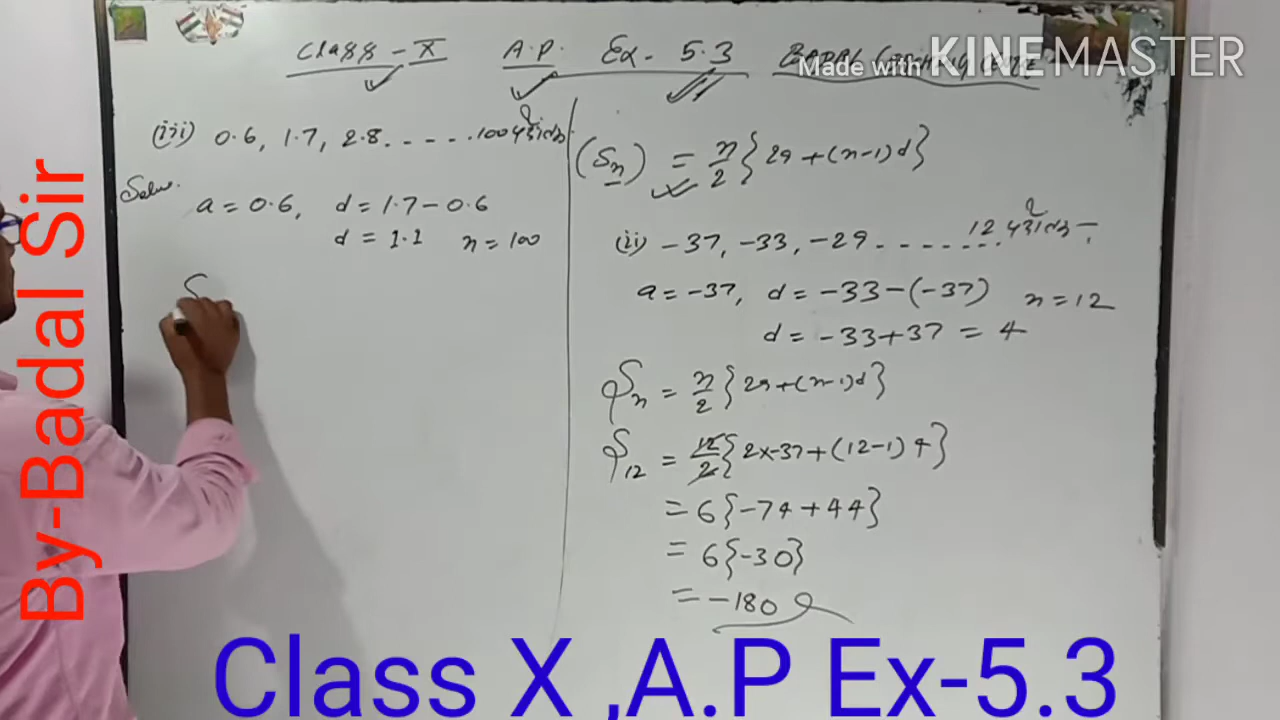 Class - X A.P. Ex- 5.3
Made with KINEMASTER
(iii) 0.6, 1.7, 2.8. - - - -. 100
Solu.
a = 0.6, d = 1.7 - 0.6
d = 1.1 n = 100
S
(Sn) = n/2 {2a + (n-1) d}
(ii) -37, -33, -29 - - - - - - - 12
a = -37, d = -33 - (-37) n = 12
d = -33 + 37 = 4
Sn = n/2 {2a + (n-1)d}
S12 = 12/2 {2x-37 + (12-1) 4}
= 6 {-74 + 44}
= 6 {-30}
= -180
By-Badal Sir
Class X ,A.P Ex-5.3